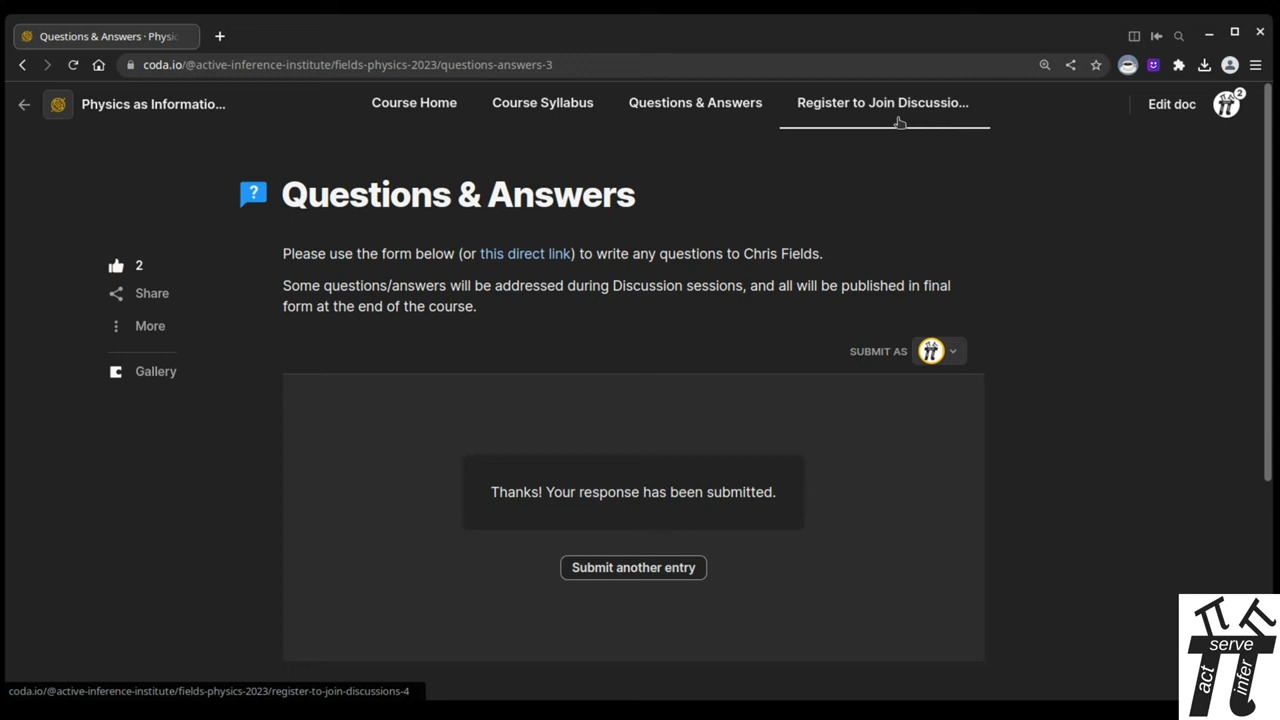 Questions & Answers · Physic
coda.io/@active-inference-institute/fields-physics-2023/questions-answers-3
Physics as Informatio...
Course Home
Course Syllabus
Questions & Answers
Register to Join Discussio...
Edit doc
2
Questions & Answers
Please use the form below (or this direct link) to write any questions to Chris Fields.
Some questions/answers will be addressed during Discussion sessions, and all will be published in final
form at the end of the course.
2
Share
More
Gallery
SUBMIT AS
Thanks! Your response has been submitted.
Submit another entry
serve
act
infer
coda.io/@active-inference-institute/fields-physics-2023/register-to-join-discussions-4